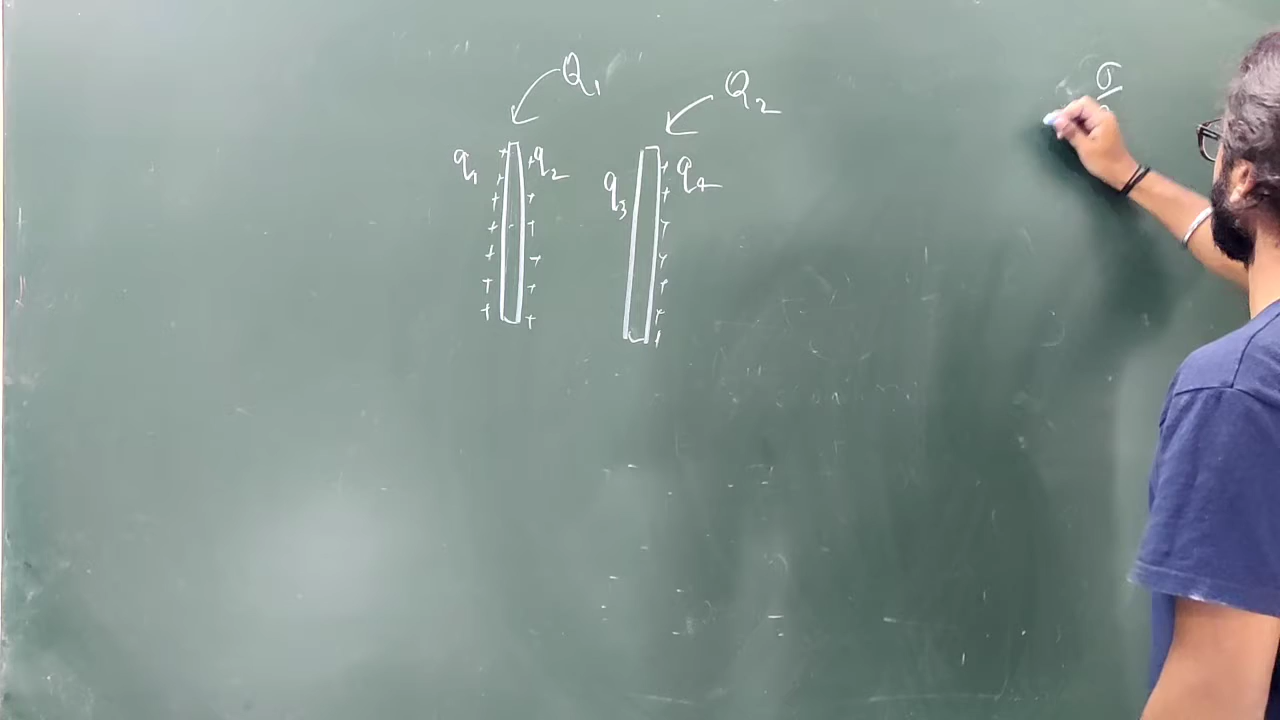 Q₁
Q₂
q₁ q₂ q₃ q₄
σ